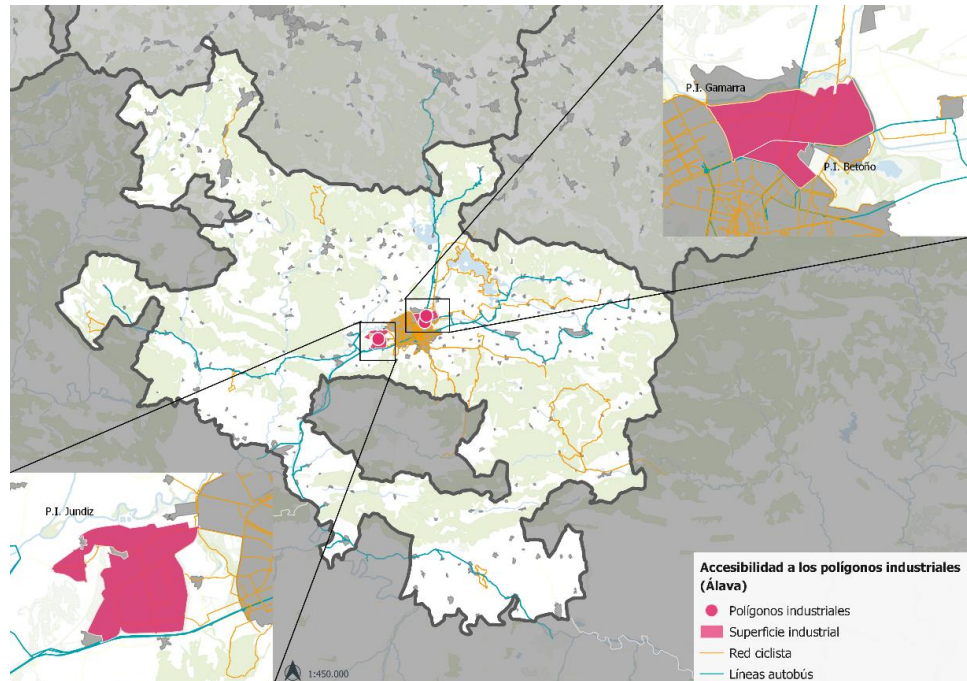 P.I. Gamarra
P.I. Betoño
P.I. Jundiz
1:450.000
Accesibilidad a los polígonos industriales
(Álava)
Polígonos industriales
Superficie industrial
Red ciclista
Líneas autobús